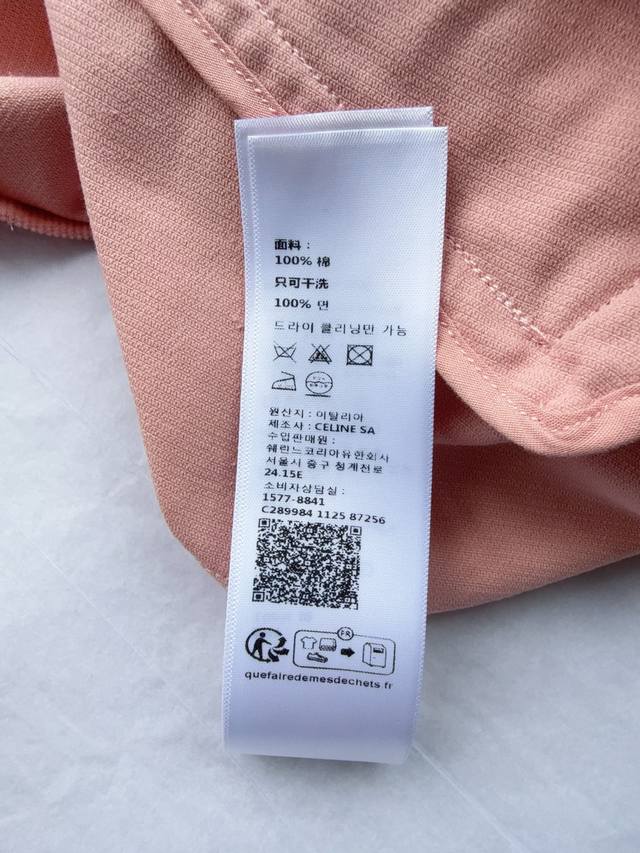 面料：
100% 棉
只可干洗
100% 면
드라이 클리닝만 가능
원산지 : 이탈리아
제조사 : CELINE SA
수입판매원 :
쉐린느코리아유한회사
서울시 중구 청계천로
24.15E
소비자상담실 :
1577-8841
C289984 1125 87256
FR
quefairedemesdechets.fr